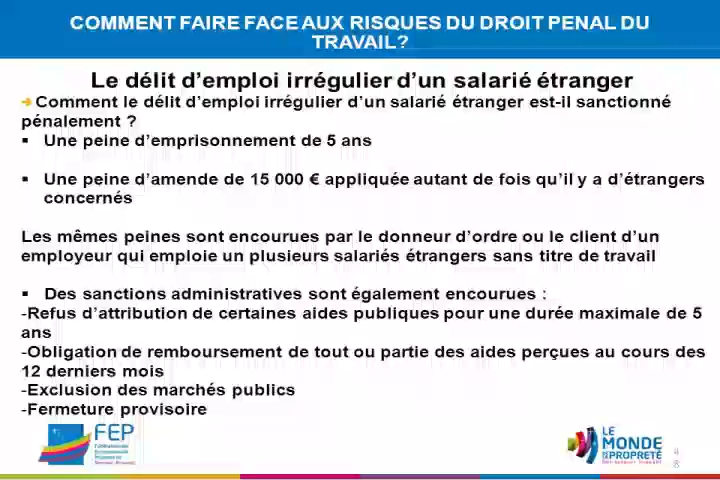 COMMENT FAIRE FACE AUX RISQUES DU DROIT PENAL DU
TRAVAIL?
Le délit d’emploi irrégulier d’un salarié étranger
➔Comment le délit d’emploi irrégulier d’un salarié étranger est-il sanctionné
pénalement ?
▪ Une peine d’emprisonnement de 5 ans
▪ Une peine d’amende de 15 000 € appliquée autant de fois qu’il y a d’étrangers
concernés
Les mêmes peines sont encourues par le donneur d’ordre ou le client d’un
employeur qui emploie un plusieurs salariés étrangers sans titre de travail
▪ Des sanctions administratives sont également encourues :
-Refus d’attribution de certaines aides publiques pour une durée maximale de 5
ans
-Obligation de remboursement de tout ou partie des aides perçues au cours des
12 derniers mois
-Exclusion des marchés publics
-Fermeture provisoire
FEP
LE
MONDE
DE LA PROPRETÉ
4
8